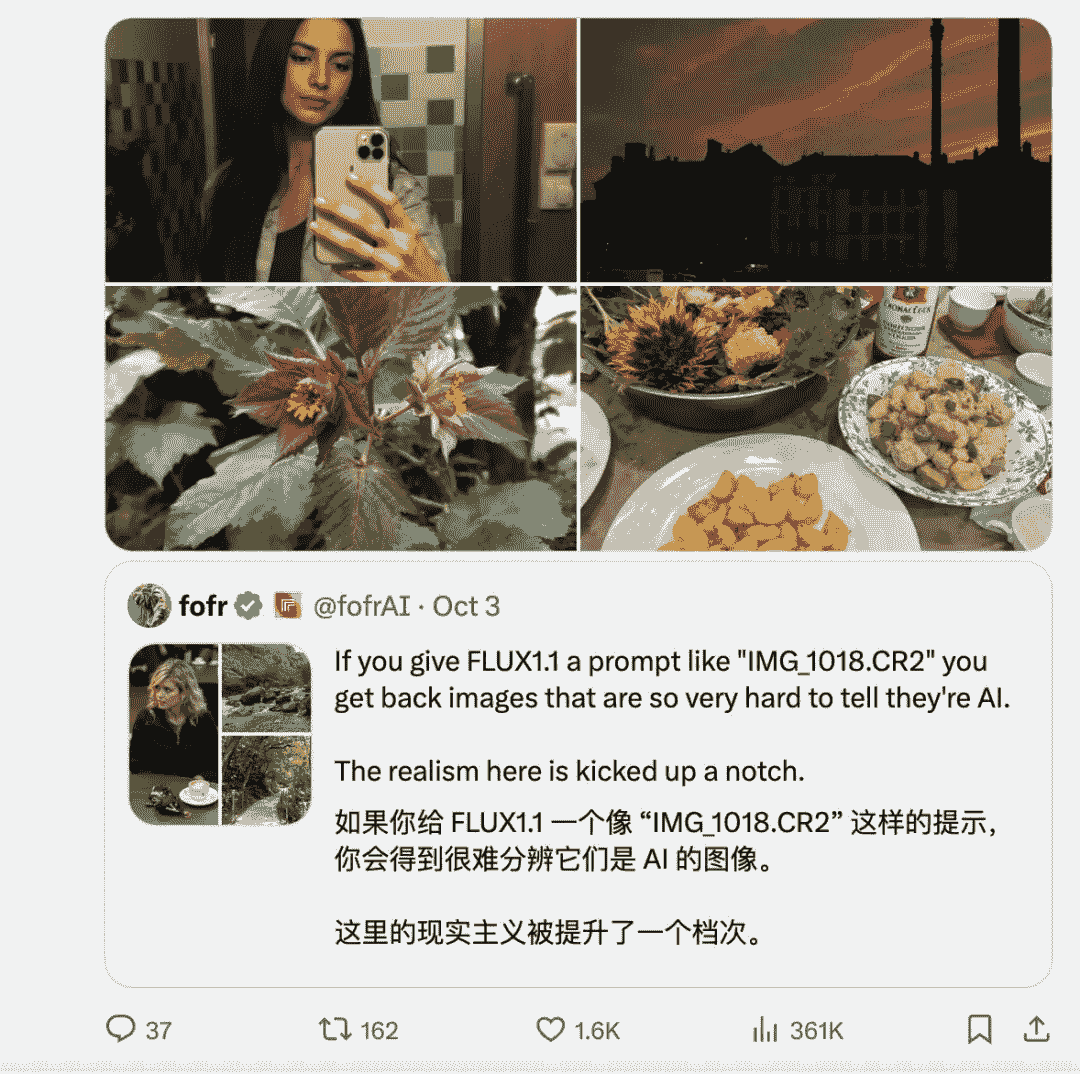 fofr @fofrAI · Oct 3
If you give FLUX1.1 a prompt like "IMG_1018.CR2" you
get back images that are so very hard to tell they're AI.
The realism here is kicked up a notch.
如果你给 FLUX1.1 一个像 “IMG_1018.CR2” 这样的提示，
你会得到很难分辨它们是 AI 的图像。
这里的现实主义被提升了一个档次。
37 162 1.6K 361K